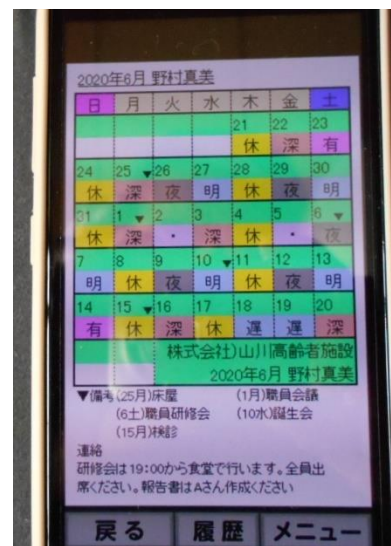 2020年6月 野村真美
日 月 火 水 木 金 土
21 22 23
休 深 有
24 25 ▼ 26 27 28 29 30
休 深 夜 明 休 夜 明
31 1 ▼ 2 3 4 5 6 ▼
休 深 ・ 深 休 ・ 夜
7 8 9 10 ▼ 11 12 13
明 休 夜 明 休 夜 明
14 15 ▼ 16 17 18 19 20
有 休 深 休 遅 遅 深
株式会社)山川高齢者施設
2020年6月 野村真美
▼備考(25月)床屋 (1月)職員会議
(6土)職員研修会 (10水)誕生会
(15月)検診
連絡
研修会は19:00から食堂で行います。全員出
席ください。報告書はAさん作成ください
戻る 履歴 メニュー